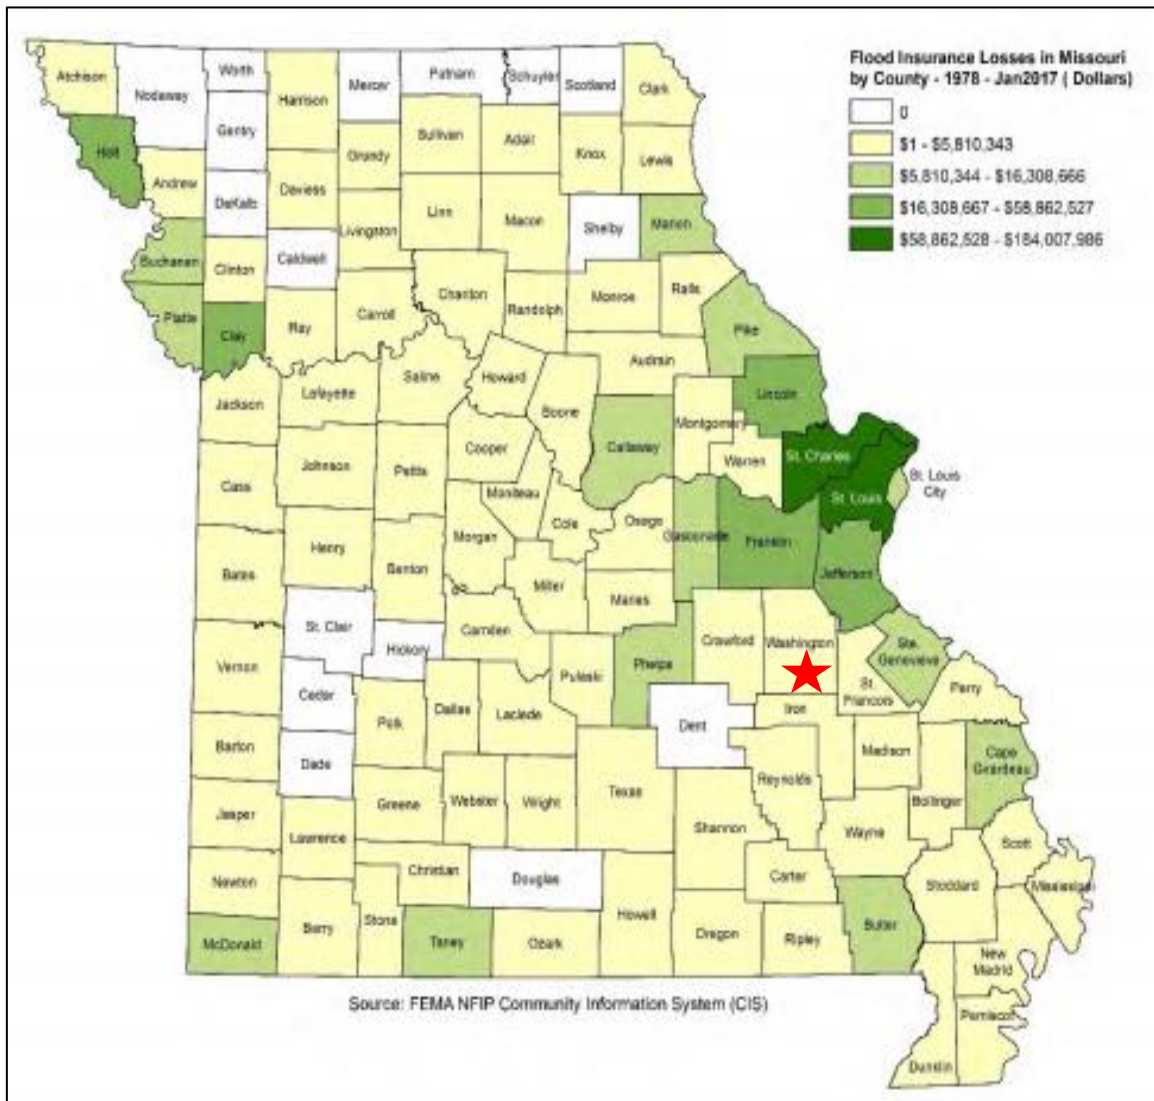 Flood Insurance Losses in Missouri
by County - 1978 - Jan2017 ( Dollars)
0
$1 - $5,810,343
$5,810,344 - $16,308,666
$16,308,667 - $58,862,527
$58,862,528 - $184,007,986
Atchison
Nodaway
Worth
Harrison
Mercer
Putnam
Schuyler
Scotland
Clark
Gentry
Holt
Andrew
DeKalb
Daviess
Grundy
Sullivan
Adair
Knox
Lewis
Linn
Macon
Shelby
Marion
Livingston
Buchanan
Clinton
Caldwell
Chariton
Randolph
Monroe
Ralls
Platte
Clay
Ray
Carroll
Pike
Audrain
Saline
Howard
Lafayette
Jackson
Boone
Lincoln
Montgomery
Callaway
Cooper
Warren
St. Charles
St. Louis
City
St. Louis
Johnson
Pettis
Cass
Moniteau
Cole
Osage
Gasconade
Franklin
Jefferson
Henry
Morgan
Benton
Bates
Miller
Maries
St. Clair
Camden
Hickory
Crawford
Washington
Ste.
Genevieve
Vernon
Phelps
Pulaski
St.
Francois
Perry
Cedar
Polk
Dallas
Laclede
Dent
Iron
Barton
Dade
Madison
Cape
Girardeau
Reynolds
Bollinger
Greene
Webster
Wright
Texas
Jasper
Lawrence
Shannon
Wayne
Scott
Christian
Newton
Douglas
Carter
Stoddard
Mississippi
Stone
Howell
Barry
McDonald
Taney
Ozark
Oregon
Ripley
Butler
New
Madrid
Pemiscot
Dunklin
Source: FEMA NFIP Community Information System (CIS)